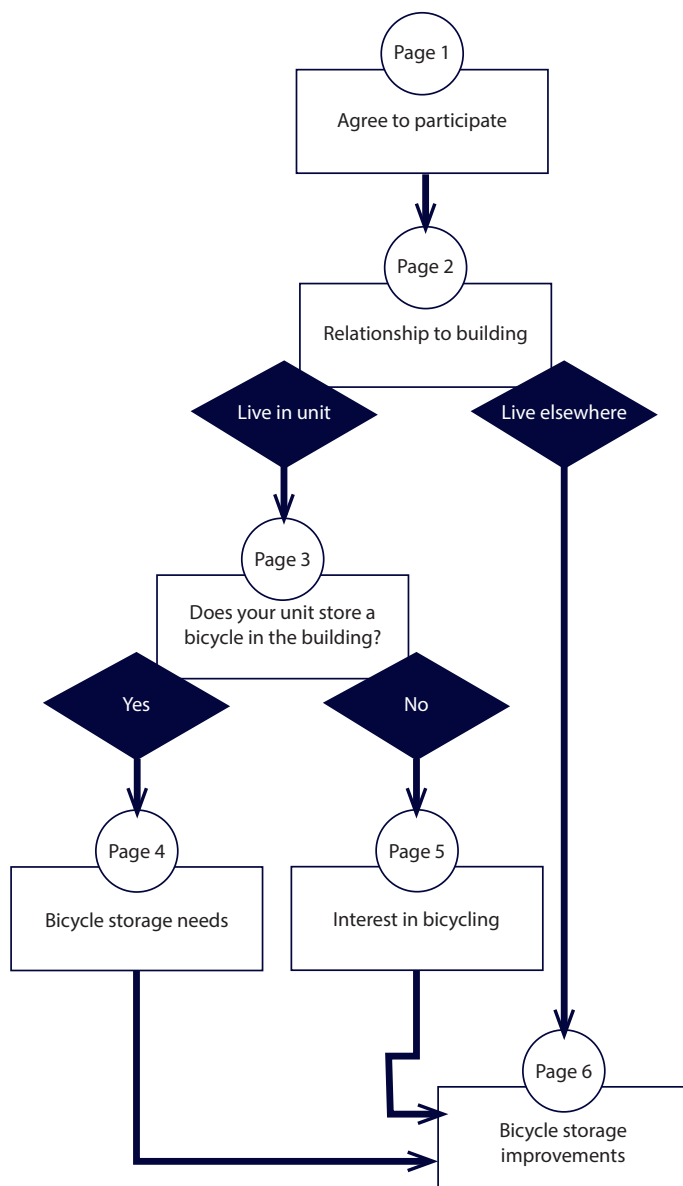 Page 1
Agree to participate
Page 2
Relationship to building
Live in unit
Live elsewhere
Page 3
Does your unit store a
bicycle in the building?
Yes
No
Page 4
Bicycle storage needs
Page 5
Interest in bicycling
Page 6
Bicycle storage
improvements